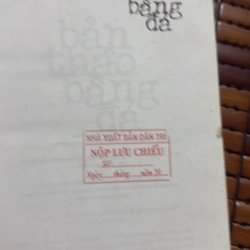 băng
đá
bản
thảo
băng
đá
NHÀ XUẤT BẢN DÂN TRÍ
NỘP LƯU CHIỂU
Số:
Ngày tháng năm 20